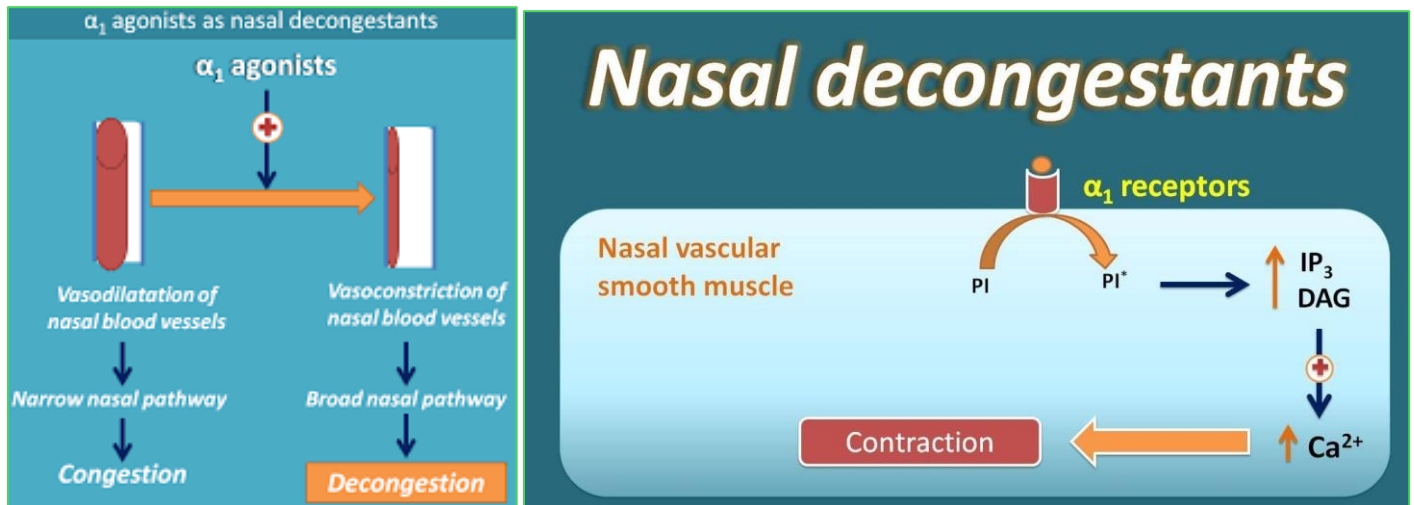 α₁ agonists as nasal decongestants
α₁ agonists
+
Vasodilatation of
nasal blood vessels
Vasoconstriction of
nasal blood vessels
Narrow nasal pathway
Broad nasal pathway
Congestion
Decongestion
Nasal decongestants
α₁ receptors
Nasal vascular
smooth muscle
PI
PI*
IP₃
DAG
+
Ca²⁺
Contraction